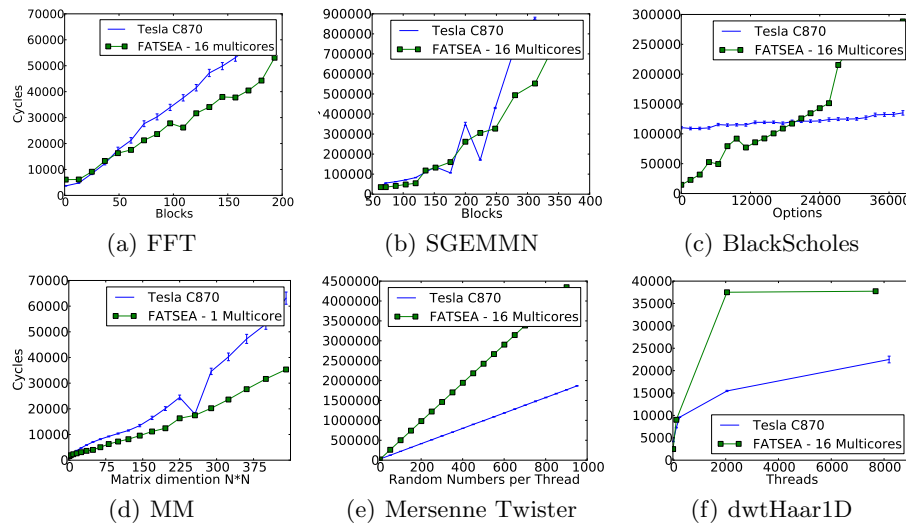 70000
60000
50000
40000
30000
20000
10000
0
Cycles
0 50 100 150 200
Blocks
Tesla C870
FATSEA - 16 multicores
(a) FFT
900000
800000
700000
600000
500000
400000
300000
200000
100000
0
50 100 150 200 250 300 350 400
Blocks
Tesla C870
FATSEA - 16 Multicores
(b) SGEMMN
300000
250000
200000
150000
100000
50000
0
0 12000 24000 36000
Options
Tesla C870
FATSEA - 16 Multicores
(c) BlackScholes
70000
60000
50000
40000
30000
20000
10000
0
Cycles
0 75 150 225 300 375
Matrix dimention N*N
Tesla C870
FATSEA - 1 Multicore
(d) MM
4500000
4000000
3500000
3000000
2500000
2000000
1500000
1000000
500000
0
0 200 400 600 800 1000
Random Numbers per Thread
Tesla C870
FATSEA - 16 Multicores
(e) Mersenne Twister
40000
35000
30000
25000
20000
15000
10000
5000
0
0 2000 4000 6000 8000
Threads
Tesla C870
FATSEA - 16 Multicores
(f) dwtHaar1D